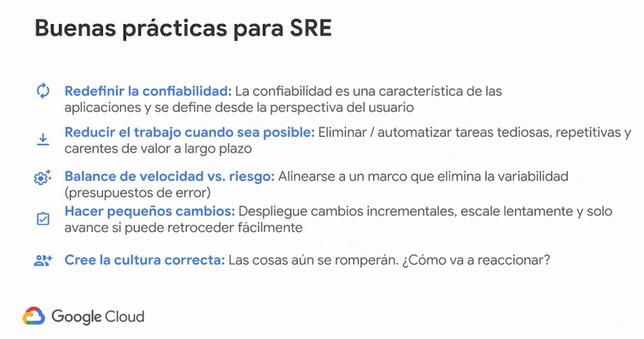 Buenas prácticas para SRE
Redefinir la confiabilidad: La confiabilidad es una característica de las
aplicaciones y se define desde la perspectiva del usuario
Reducir el trabajo cuando sea posible: Eliminar / automatizar tareas tediosas, repetitivas y
carentes de valor a largo plazo
Balance de velocidad vs. riesgo: Alinearse a un marco que elimina la variabilidad
(presupuestos de error)
Hacer pequeños cambios: Despliegue cambios incrementales, escale lentamente y solo
avance si puede retroceder fácilmente
Cree la cultura correcta: Las cosas aún se romperán. ¿Cómo va a reaccionar?
Google Cloud